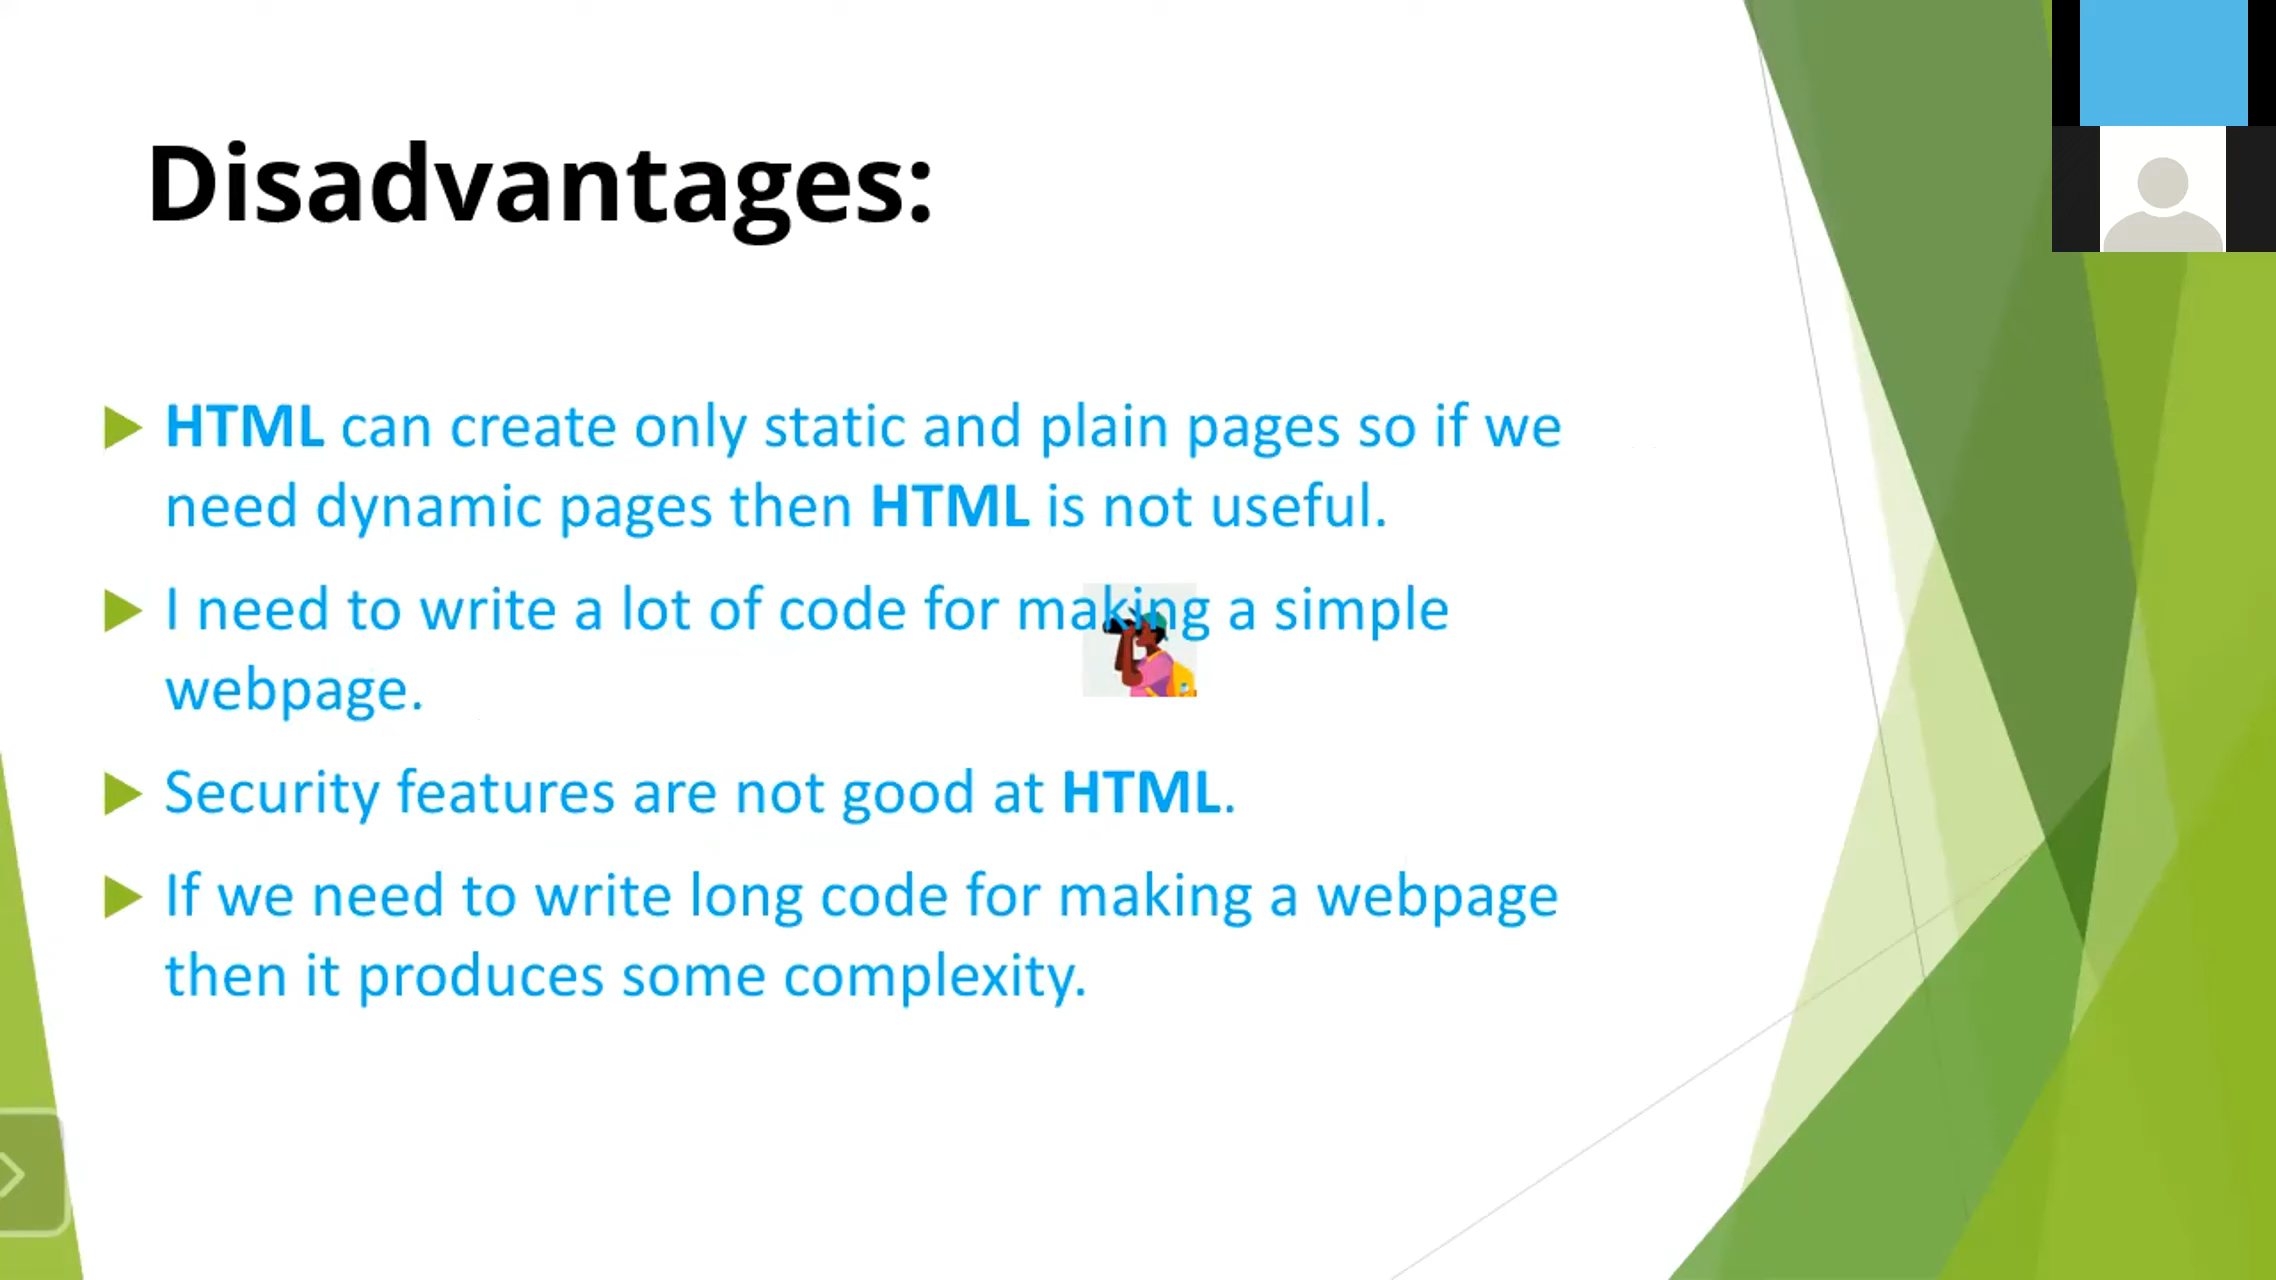 Disadvantages:
HTML can create only static and plain pages so if we
need dynamic pages then HTML is not useful.
I need to write a lot of code for making a simple
webpage.
Security features are not good at HTML.
If we need to write long code for making a webpage
then it produces some complexity.